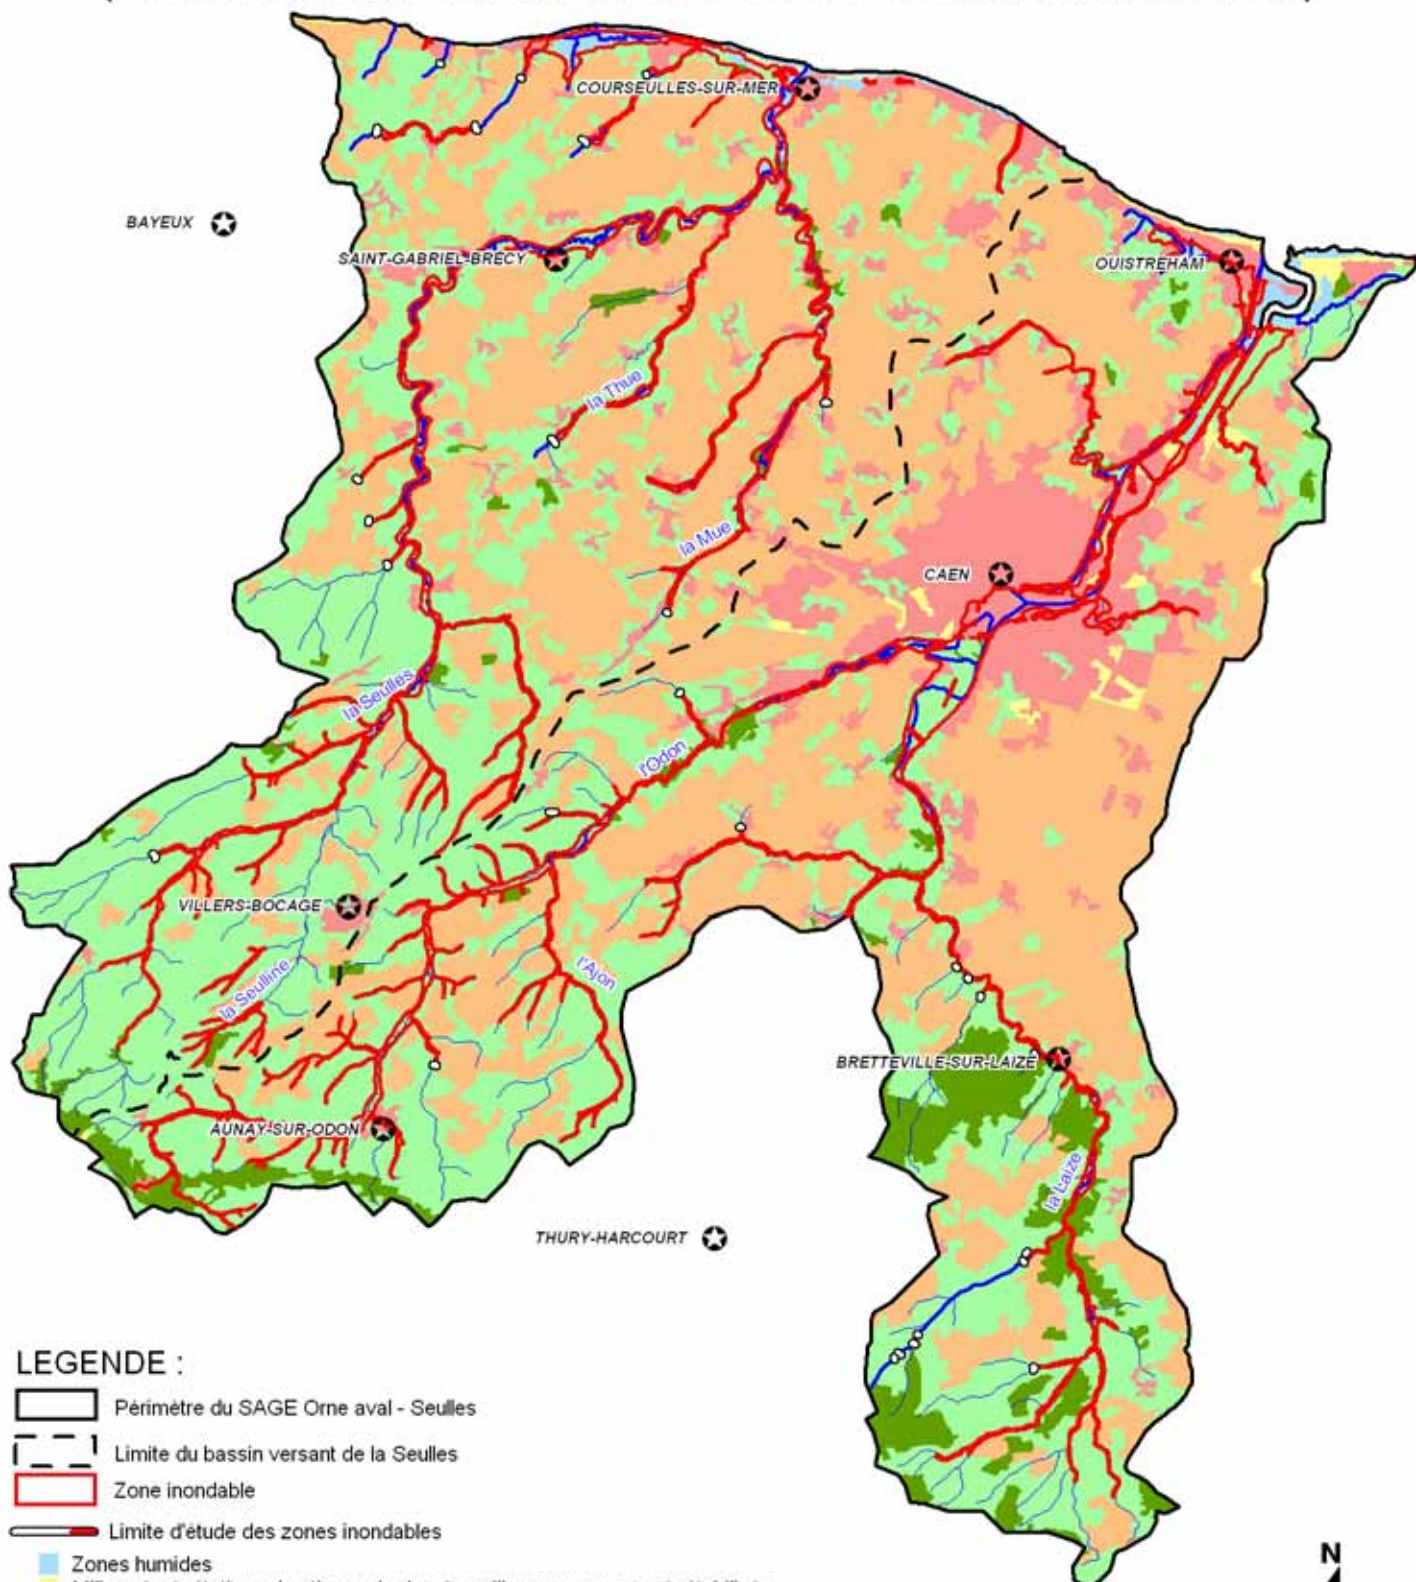 COURSEULLES-SUR-MER
BAYEUX
SAINT-GABRIEL-BRECY
OUISTREHAM
la Thue
la Mue
CAEN
la Seulles
l'Odon
VILLERS-BOCAGE
la Seulline
l'Ajon
BRETTEVILLE-SUR-LAIZE
AUNAY-SUR-ODON
la Laize
THURY-HARCOURT
LEGENDE :
Périmètre du SAGE Orne aval - Seulles
Limite du bassin versant de la Seulles
Zone inondable
Limite d'étude des zones inondables
Zones humides
N